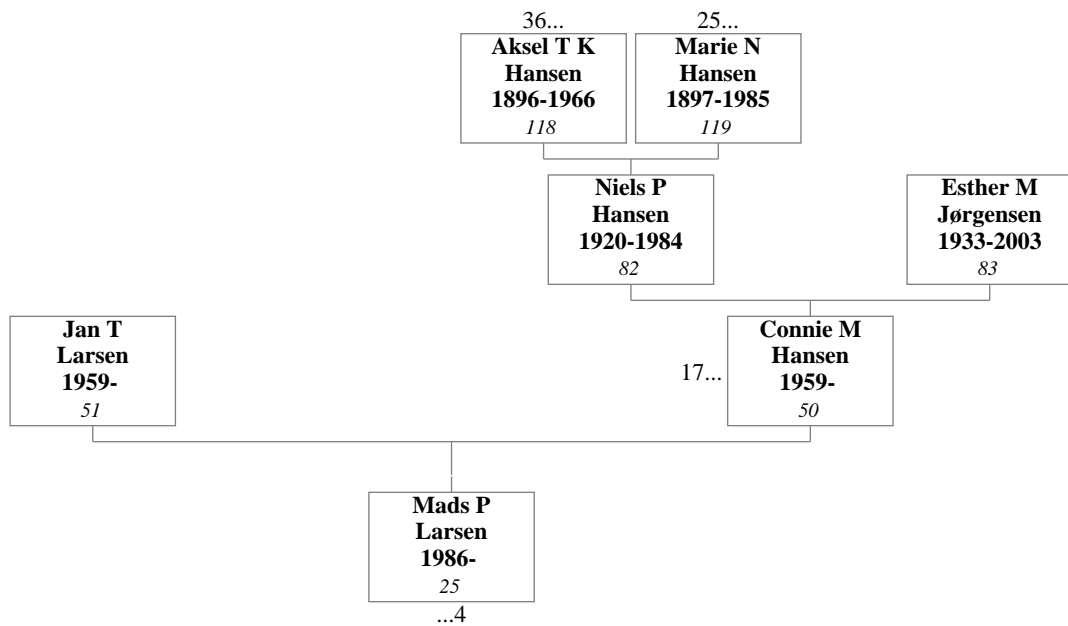 36...
Aksel T K
Hansen
1896-1966
118
25...
Marie N
Hansen
1897-1985
119
Niels P
Hansen
1920-1984
82
Esther M
Jørgensen
1933-2003
83
Jan T
Larsen
1959-
51
17...
Connie M
Hansen
1959-
50
Mads P
Larsen
1986-
25
...4